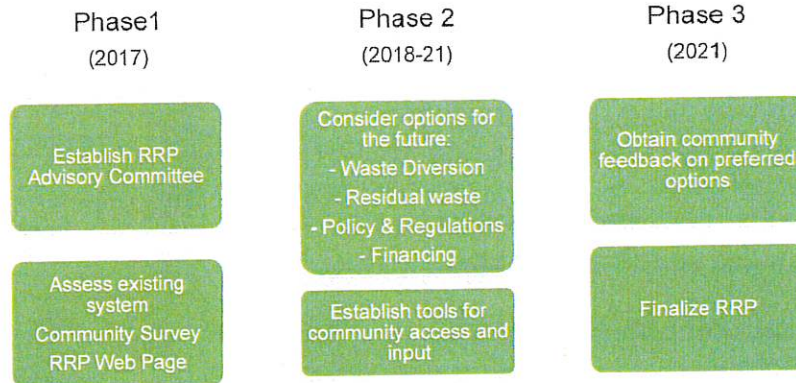 Phase1
(2017)
Establish RRP
Advisory Committee
Assess existing
system
Community Survey
RRP Web Page
Phase 2
(2018-21)
Consider options for
the future:
- Waste Diversion
- Residual waste
- Policy & Regulations
- Financing
Establish tools for
community access and
input
Phase 3
(2021)
Obtain community
feedback on preferred
options
Finalize RRP